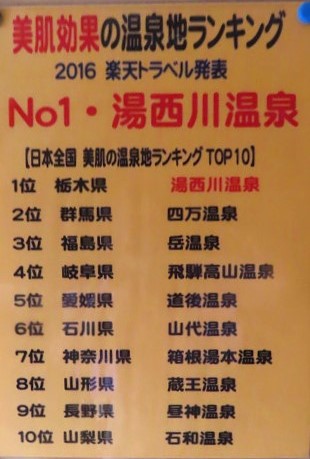 美肌効果の温泉地ランキング
2016 楽天トラベル発表
No1・湯西川温泉
【日本全国 美肌の温泉地ランキング TOP10】
1位 栃木県 湯西川温泉
2位 群馬県 四万温泉
3位 福島県 岳温泉
4位 岐阜県 飛騨高山温泉
5位 愛媛県 道後温泉
6位 石川県 山代温泉
7位 神奈川県 箱根湯本温泉
8位 山形県 蔵王温泉
9位 長野県 昼神温泉
10位 山梨県 石和温泉